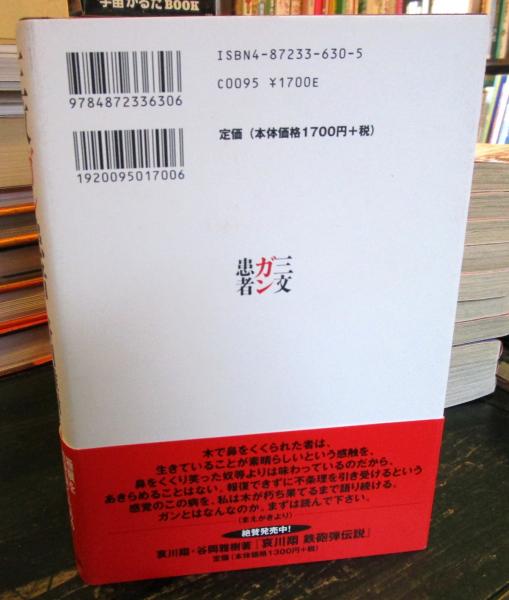 宇宙かるたBOOK
ISBN4-87233-630-5
C0095 ¥1700E
9784872336306
定価（本体価格1700円＋税）
1920095017006
三文
ガン
患者
木で鼻をくくられた者は、
生きていることが素晴らしいという感触を、
鼻をくくり笑った奴等よりは味わっているのだから、
あきらめることはない。報復できずに不条理を引き受けるという
感覚のこの病を、私は木が朽ち果てるまで語り続ける。
ガンとはなんなのか。まずは読んで下さい。
（まえがきより）
絶賛発売中！
哀川翔・谷岡雅樹著「哀川翔 鉄砲弾伝説」
定価（本体価格1300円＋税）